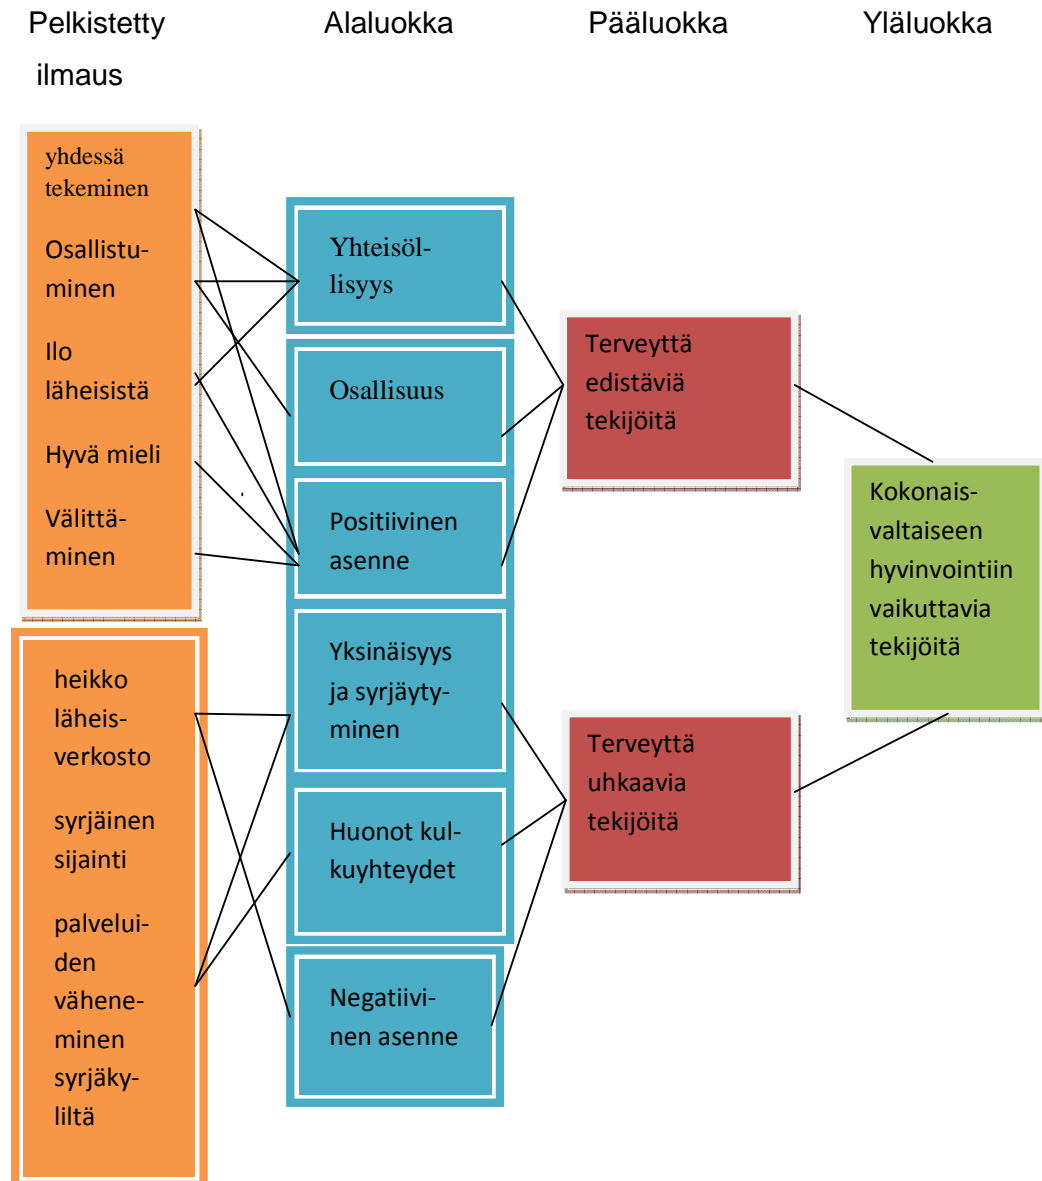 Pelkistetty
ilmaus
Alaluokka
Pääluokka
Yläluokka
yhdessä
tekeminen
Osallistu-
minen
Ilo
läheisistä
Hyvä mieli
Välittä-
minen
heikko
läheis-
verkosto
syrjäinen
sijainti
palvelui-
den
vähene-
minen
syrjäky-
liltä
Yhteisöl-
lisyys
Osallisuus
Positiivinen
asenne
Yksinäisyys
ja syrjäyty-
minen
Huonot kul-
kuyhteydet
Negatiivi-
nen asenne
Terveyttä
edistäviä
tekijöitä
Terveyttä
uhkaavia
tekijöitä
Kokonais-
valtaiseen
hyvinvointiin
vaikuttavia
tekijöitä